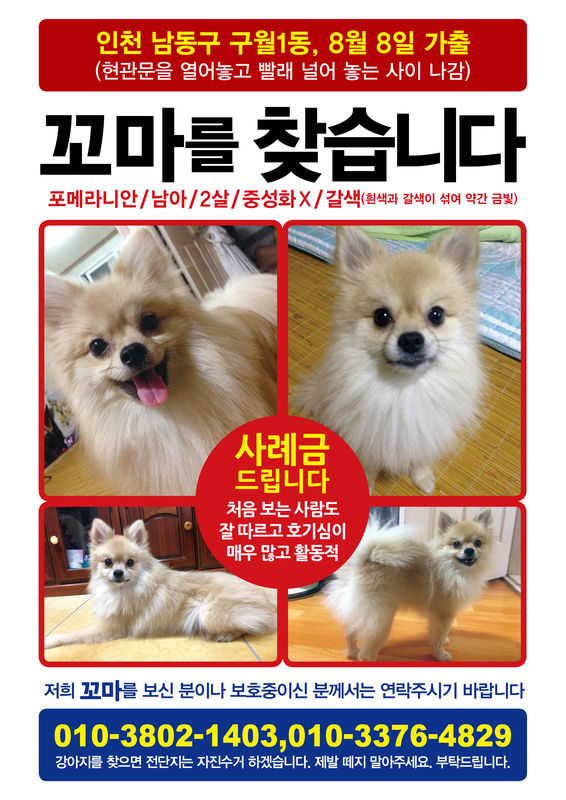 인천 남동구 구월1동, 8월 8일 가출
(현관문을 열어놓고 빨래 널어 놓는 사이 나감)
꼬마를 찾습니다
포메라니안/남아/2살/중성화X/갈색(흰색과 갈색이 섞여 약간 금빛)
사례금
드립니다
처음 보는 사람도
잘 따르고 호기심이
매우 많고 활동적
저희 꼬마를 보신 분이나 보호중이신 분께서는 연락주시기 바랍니다
010-3802-1403,010-3376-4829
강아지를 찾으면 전단지는 자진수거 하겠습니다. 제발 떼지 말아주세요. 부탁드립니다.